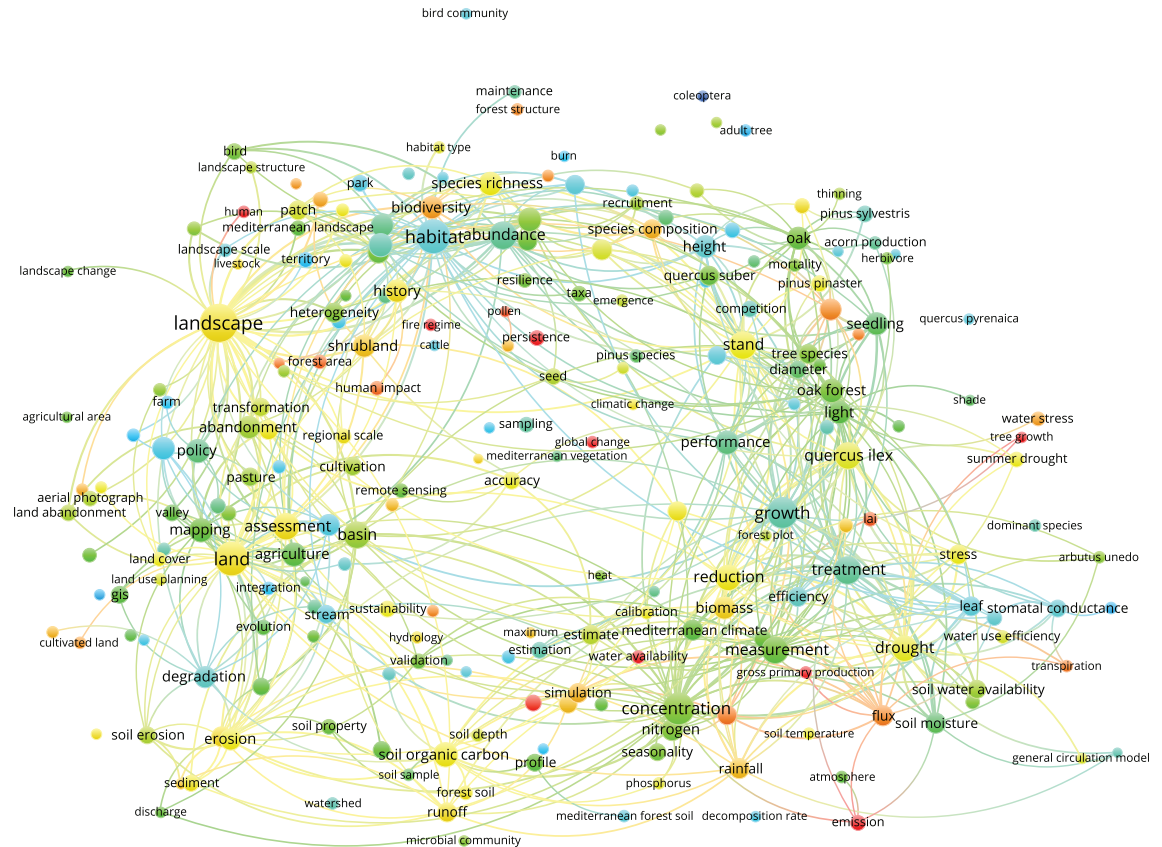 bird community
maintenance
coleoptera
forest structure
adult tree
habitat type
bird
burn
landscape structure
park
species richness
thinning
recruitment
human
patch
biodiversity
pinus sylvestris
mediterranean landscape
species composition
habitat
abundance
oak
acorn production
landscape scale
height
livestock
territory
mortality
herbivore
landscape change
quercus suber
resilience
pinus pinaster
history
taxa
emergence
competition
heterogeneity
pollen
quercus pyrenaica
landscape
fire regime
seedling
persistence
shrubland
cattle
stand
forest area
pinus species
tree species
diameter
human impact
seed
oak forest
farm
shade
transformation
climatic change
agricultural area
light
water stress
abandonment
sampling
regional scale
tree growth
global change
performance
policy
mediterranean vegetation
quercus ilex
summer drought
cultivation
pasture
accuracy
remote sensing
aerial photograph
land abandonment
valley
growth
lai
mapping
assessment
dominant species
basin
forest plot
land cover
land
agriculture
stress
arbutus unedo
land use planning
heat
reduction
treatment
integration
gis
efficiency
stream
sustainability
calibration
biomass
leaf
stomatal conductance
evolution
maximum
estimate
mediterranean climate
cultivated land
hydrology
water use efficiency
estimation
measurement
drought
validation
water availability
transpiration
degradation
gross primary production
simulation
soil water availability
concentration
flux
soil property
nitrogen
soil moisture
soil erosion
erosion
soil depth
soil temperature
soil organic carbon
seasonality
general circulation model
profile
rainfall
soil sample
atmosphere
sediment
phosphorus
forest soil
watershed
discharge
runoff
mediterranean forest soil
decomposition rate
emission
microbial community